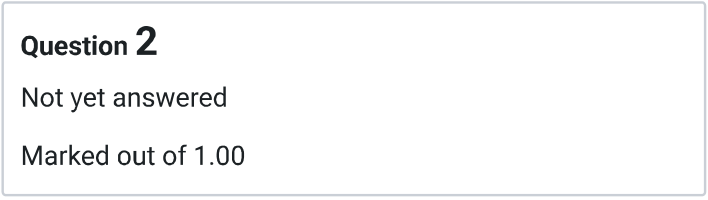 Question 2
Not yet answered
Marked out of 1.00